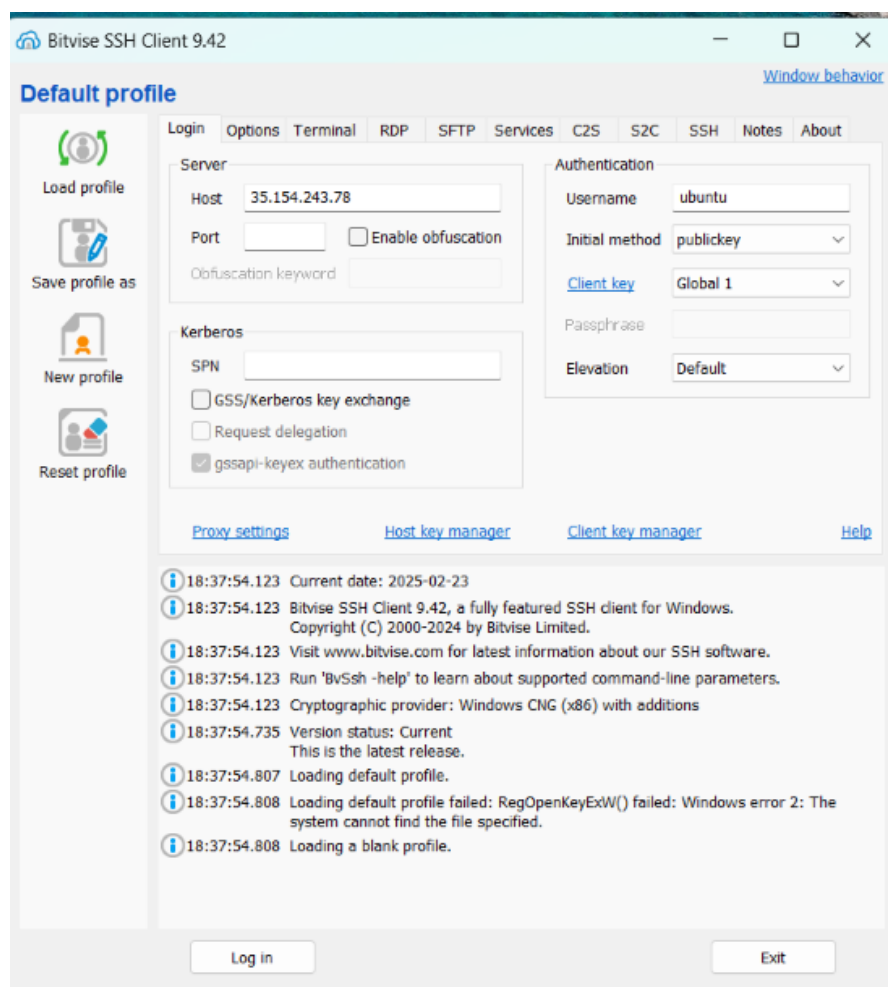 Bitvise SSH Client 9.42
Window behavior
Default profile
Load profile
Save profile as
New profile
Reset profile
Login Options Terminal RDP SFTP Services C2S S2C SSH Notes About
Server
Host 35.154.243.78
Port Enable obfuscation
Obfuscation keyword
Kerberos
SPN
GSS/Kerberos key exchange
Request delegation
gssapi-keyex authentication
Authentication
Username ubuntu
Initial method publickey
Client key Global 1
Passphrase
Elevation Default
Proxy settings Host key manager Client key manager Help
18:37:54.123 Current date: 2025-02-23
18:37:54.123 Bitvise SSH Client 9.42, a fully featured SSH client for Windows.
Copyright (C) 2000-2024 by Bitvise Limited.
18:37:54.123 Visit www.bitvise.com for latest information about our SSH software.
18:37:54.123 Run 'BvSsh -help' to learn about supported command-line parameters.
18:37:54.123 Cryptographic provider: Windows CNG (x86) with additions
18:37:54.735 Version status: Current
This is the latest release.
18:37:54.807 Loading default profile.
18:37:54.808 Loading default profile failed: RegOpenKeyExW() failed: Windows error 2: The
system cannot find the file specified.
18:37:54.808 Loading a blank profile.
Log in Exit